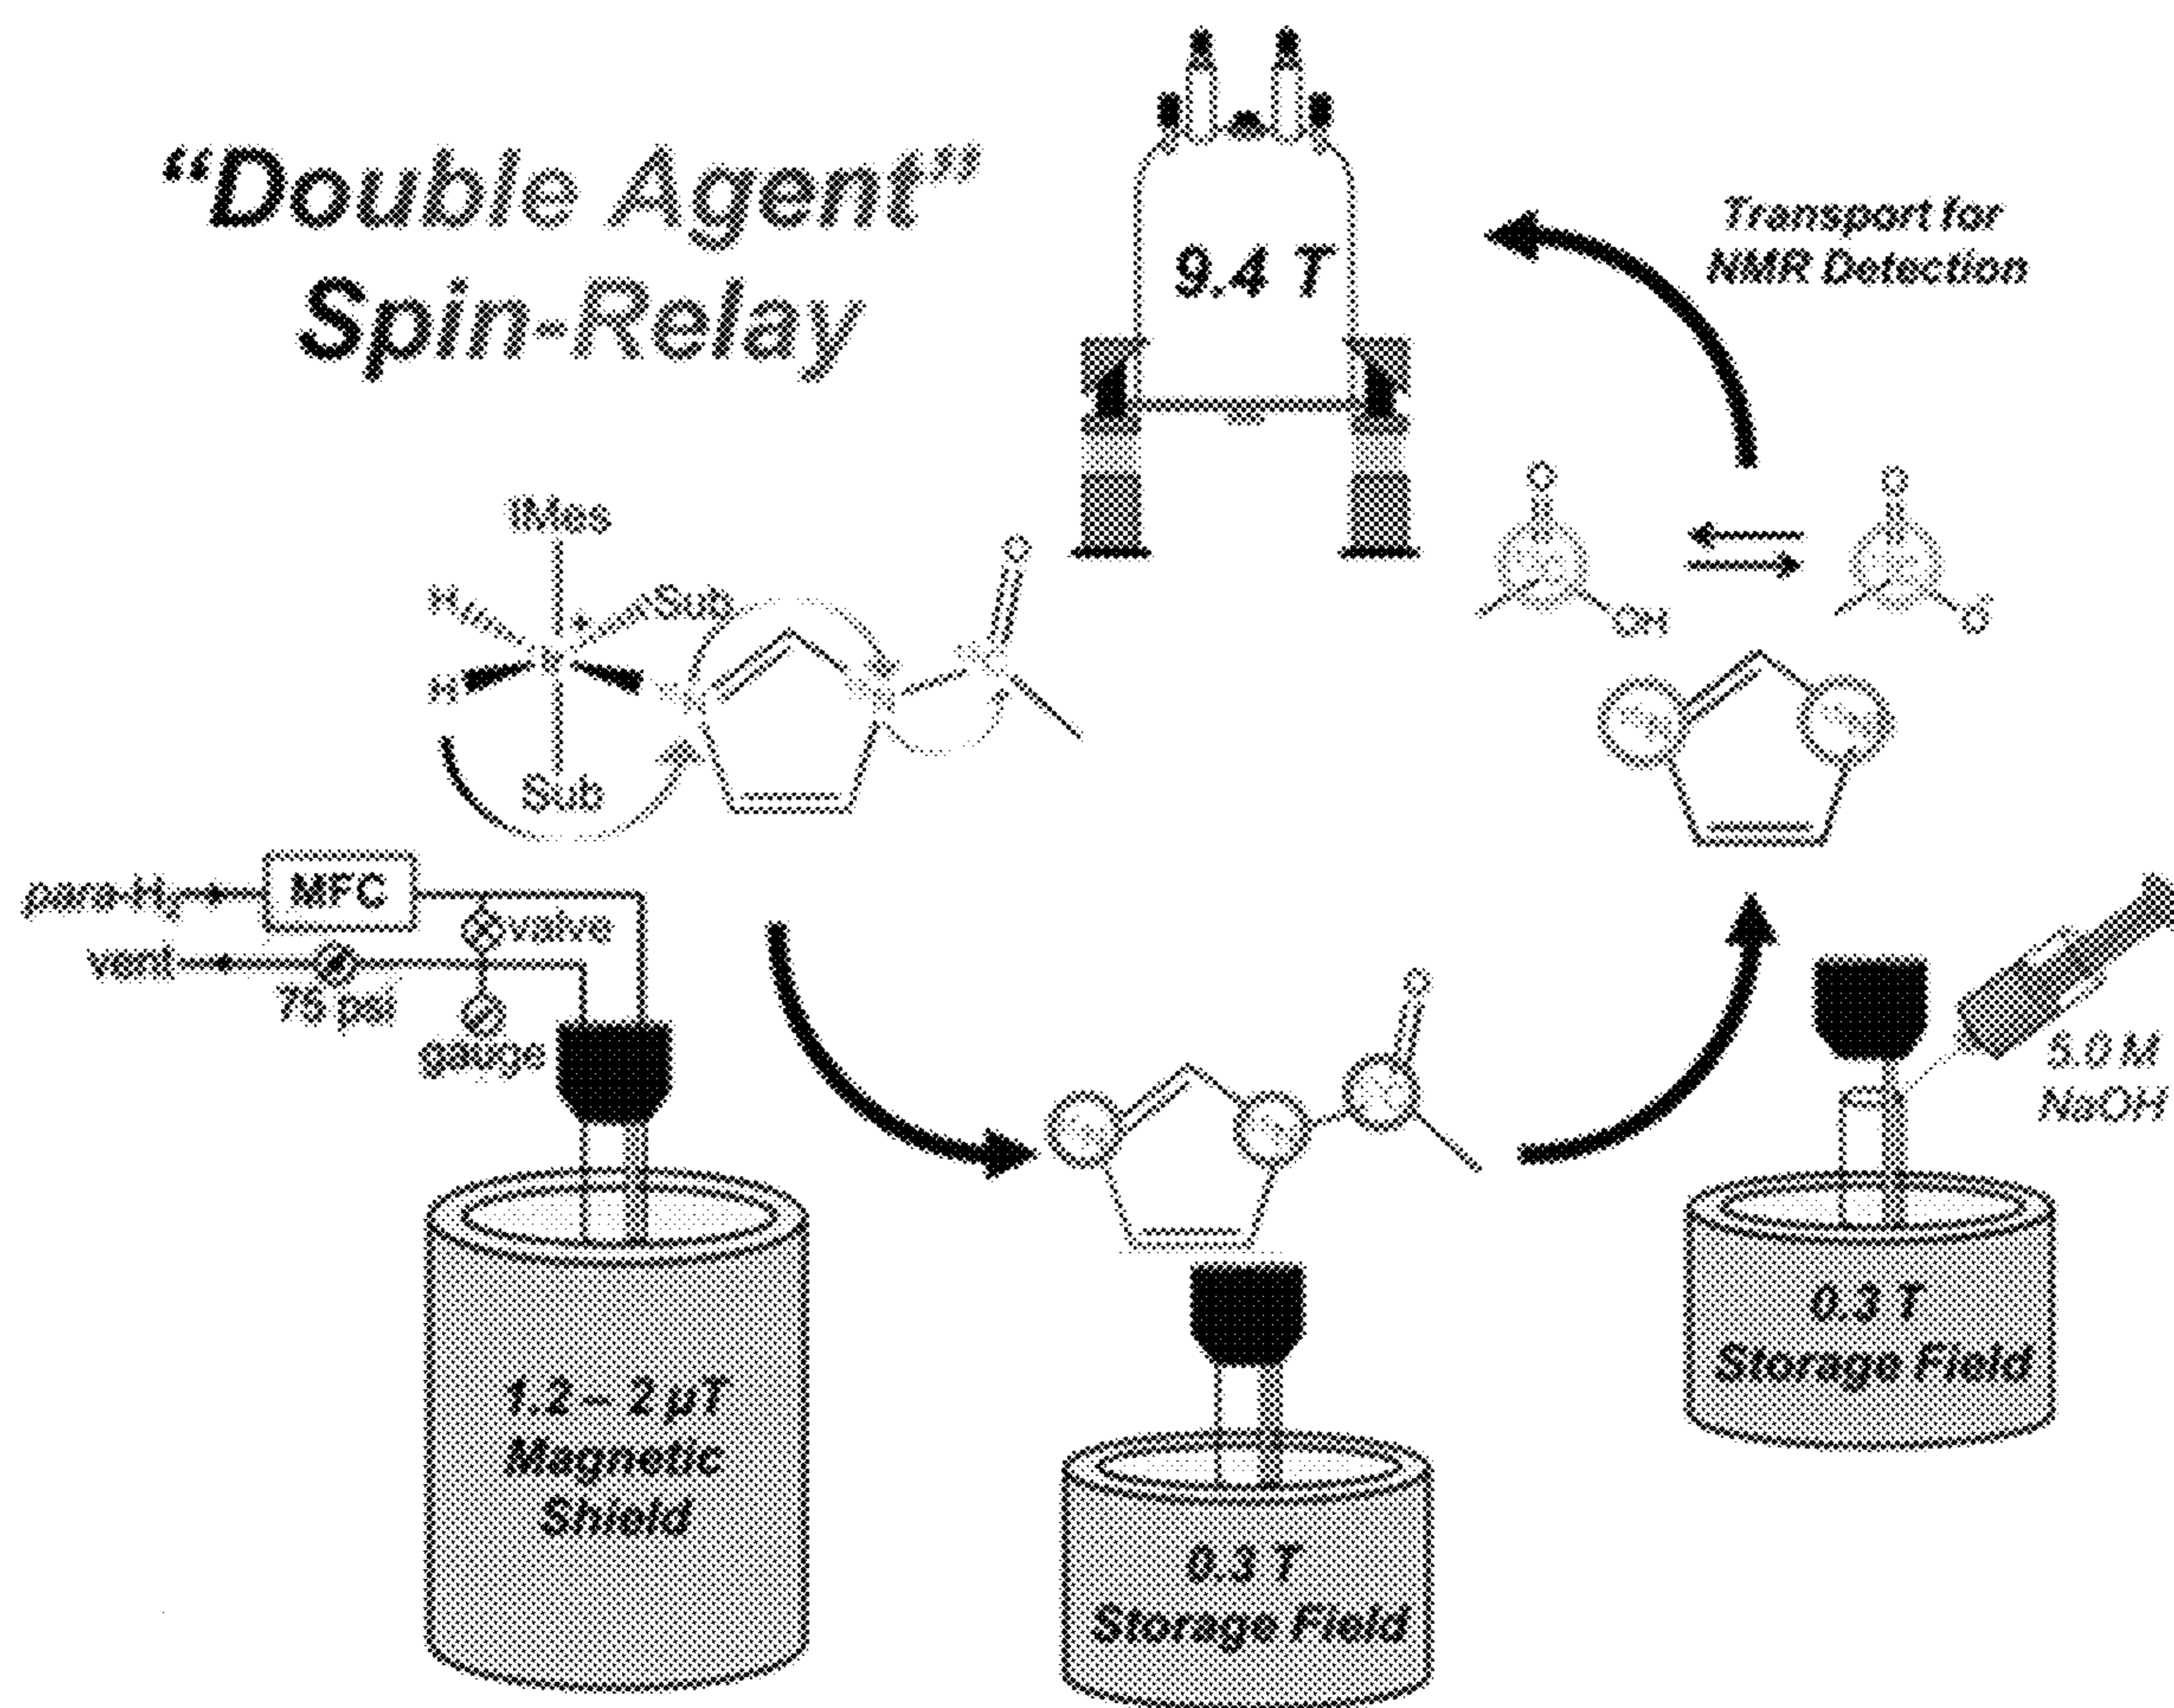 “Double Agent”
Spin-Relay
9.4 T
Transport for
NMR Detection
IMes
H
Sub
H
Sub
O
O
OH
O
O⁻
para-H₂
MFC
valve
vent
75 psi
gauge
O
5.0 M
NaOH
1.2 – 2 µT
Magnetic
Shield
0.3 T
Storage Field
0.3 T
Storage Field